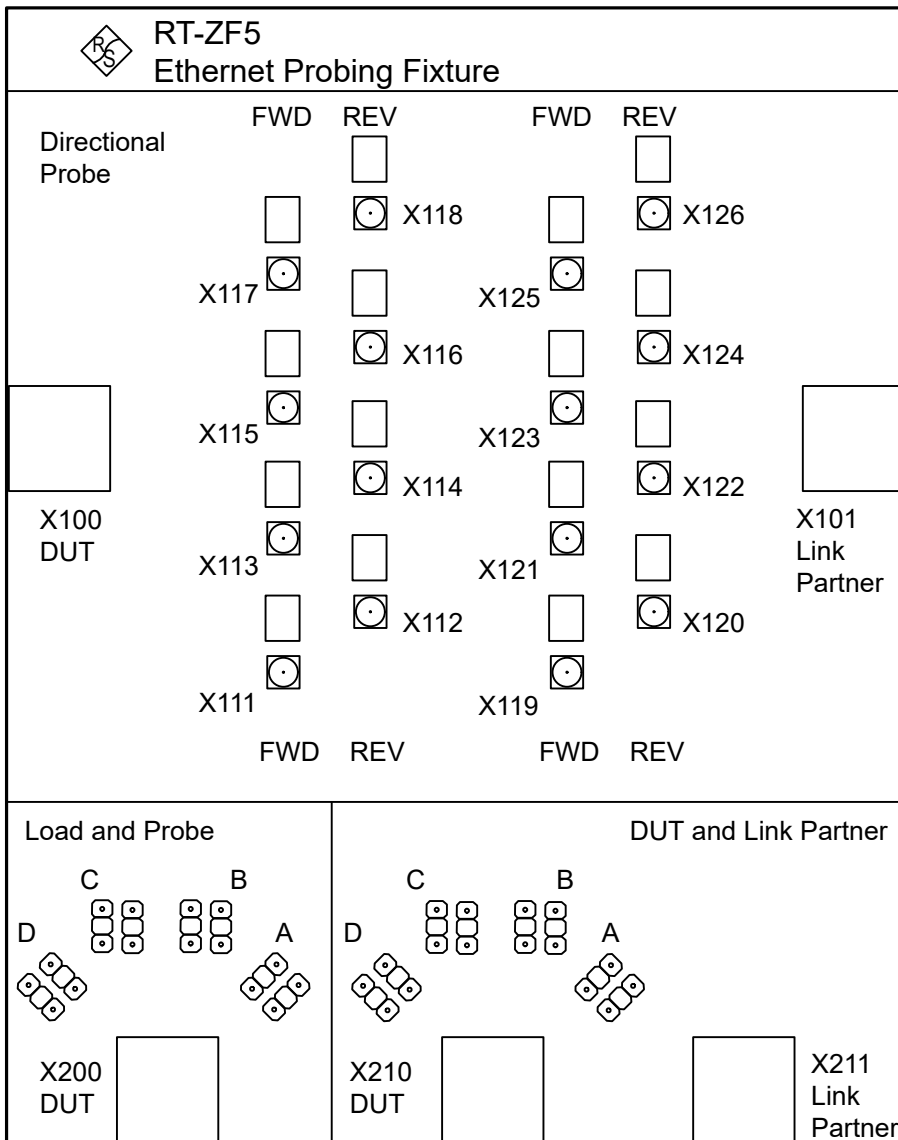 RS
RT-ZF5
Ethernet Probing Fixture
FWD REV FWD REV
Directional
Probe
X118 X126
X117 X125
X116 X124
X115 X123
X114 X122
X100
DUT
X101
Link
Partner
X113 X121
X112 X120
X111 X119
FWD REV FWD REV
Load and Probe
C B
D A
X200
DUT
DUT and Link Partner
C B
D A
X210
DUT
X211
Link
Partner